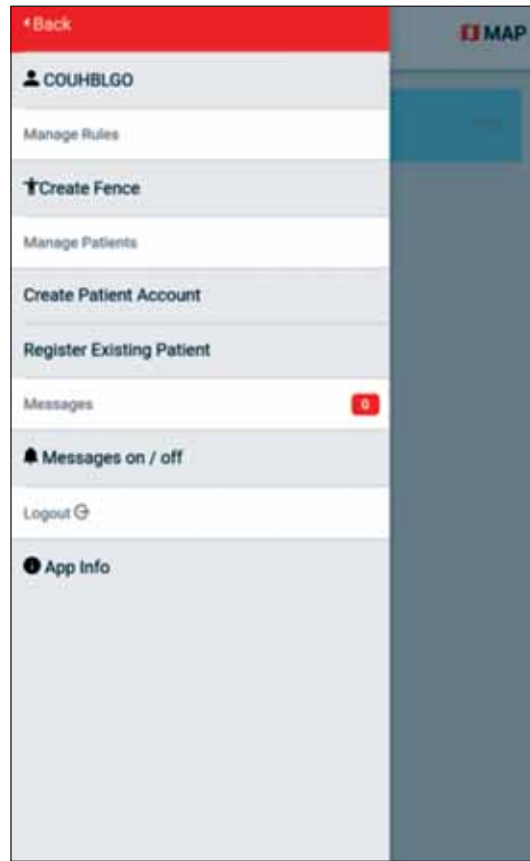 Back
MAP
COUHBLGO
Manage Rules
Create Fence
Manage Patients
Create Patient Account
Register Existing Patient
Messages
0
Messages on / off
Logout
App Info